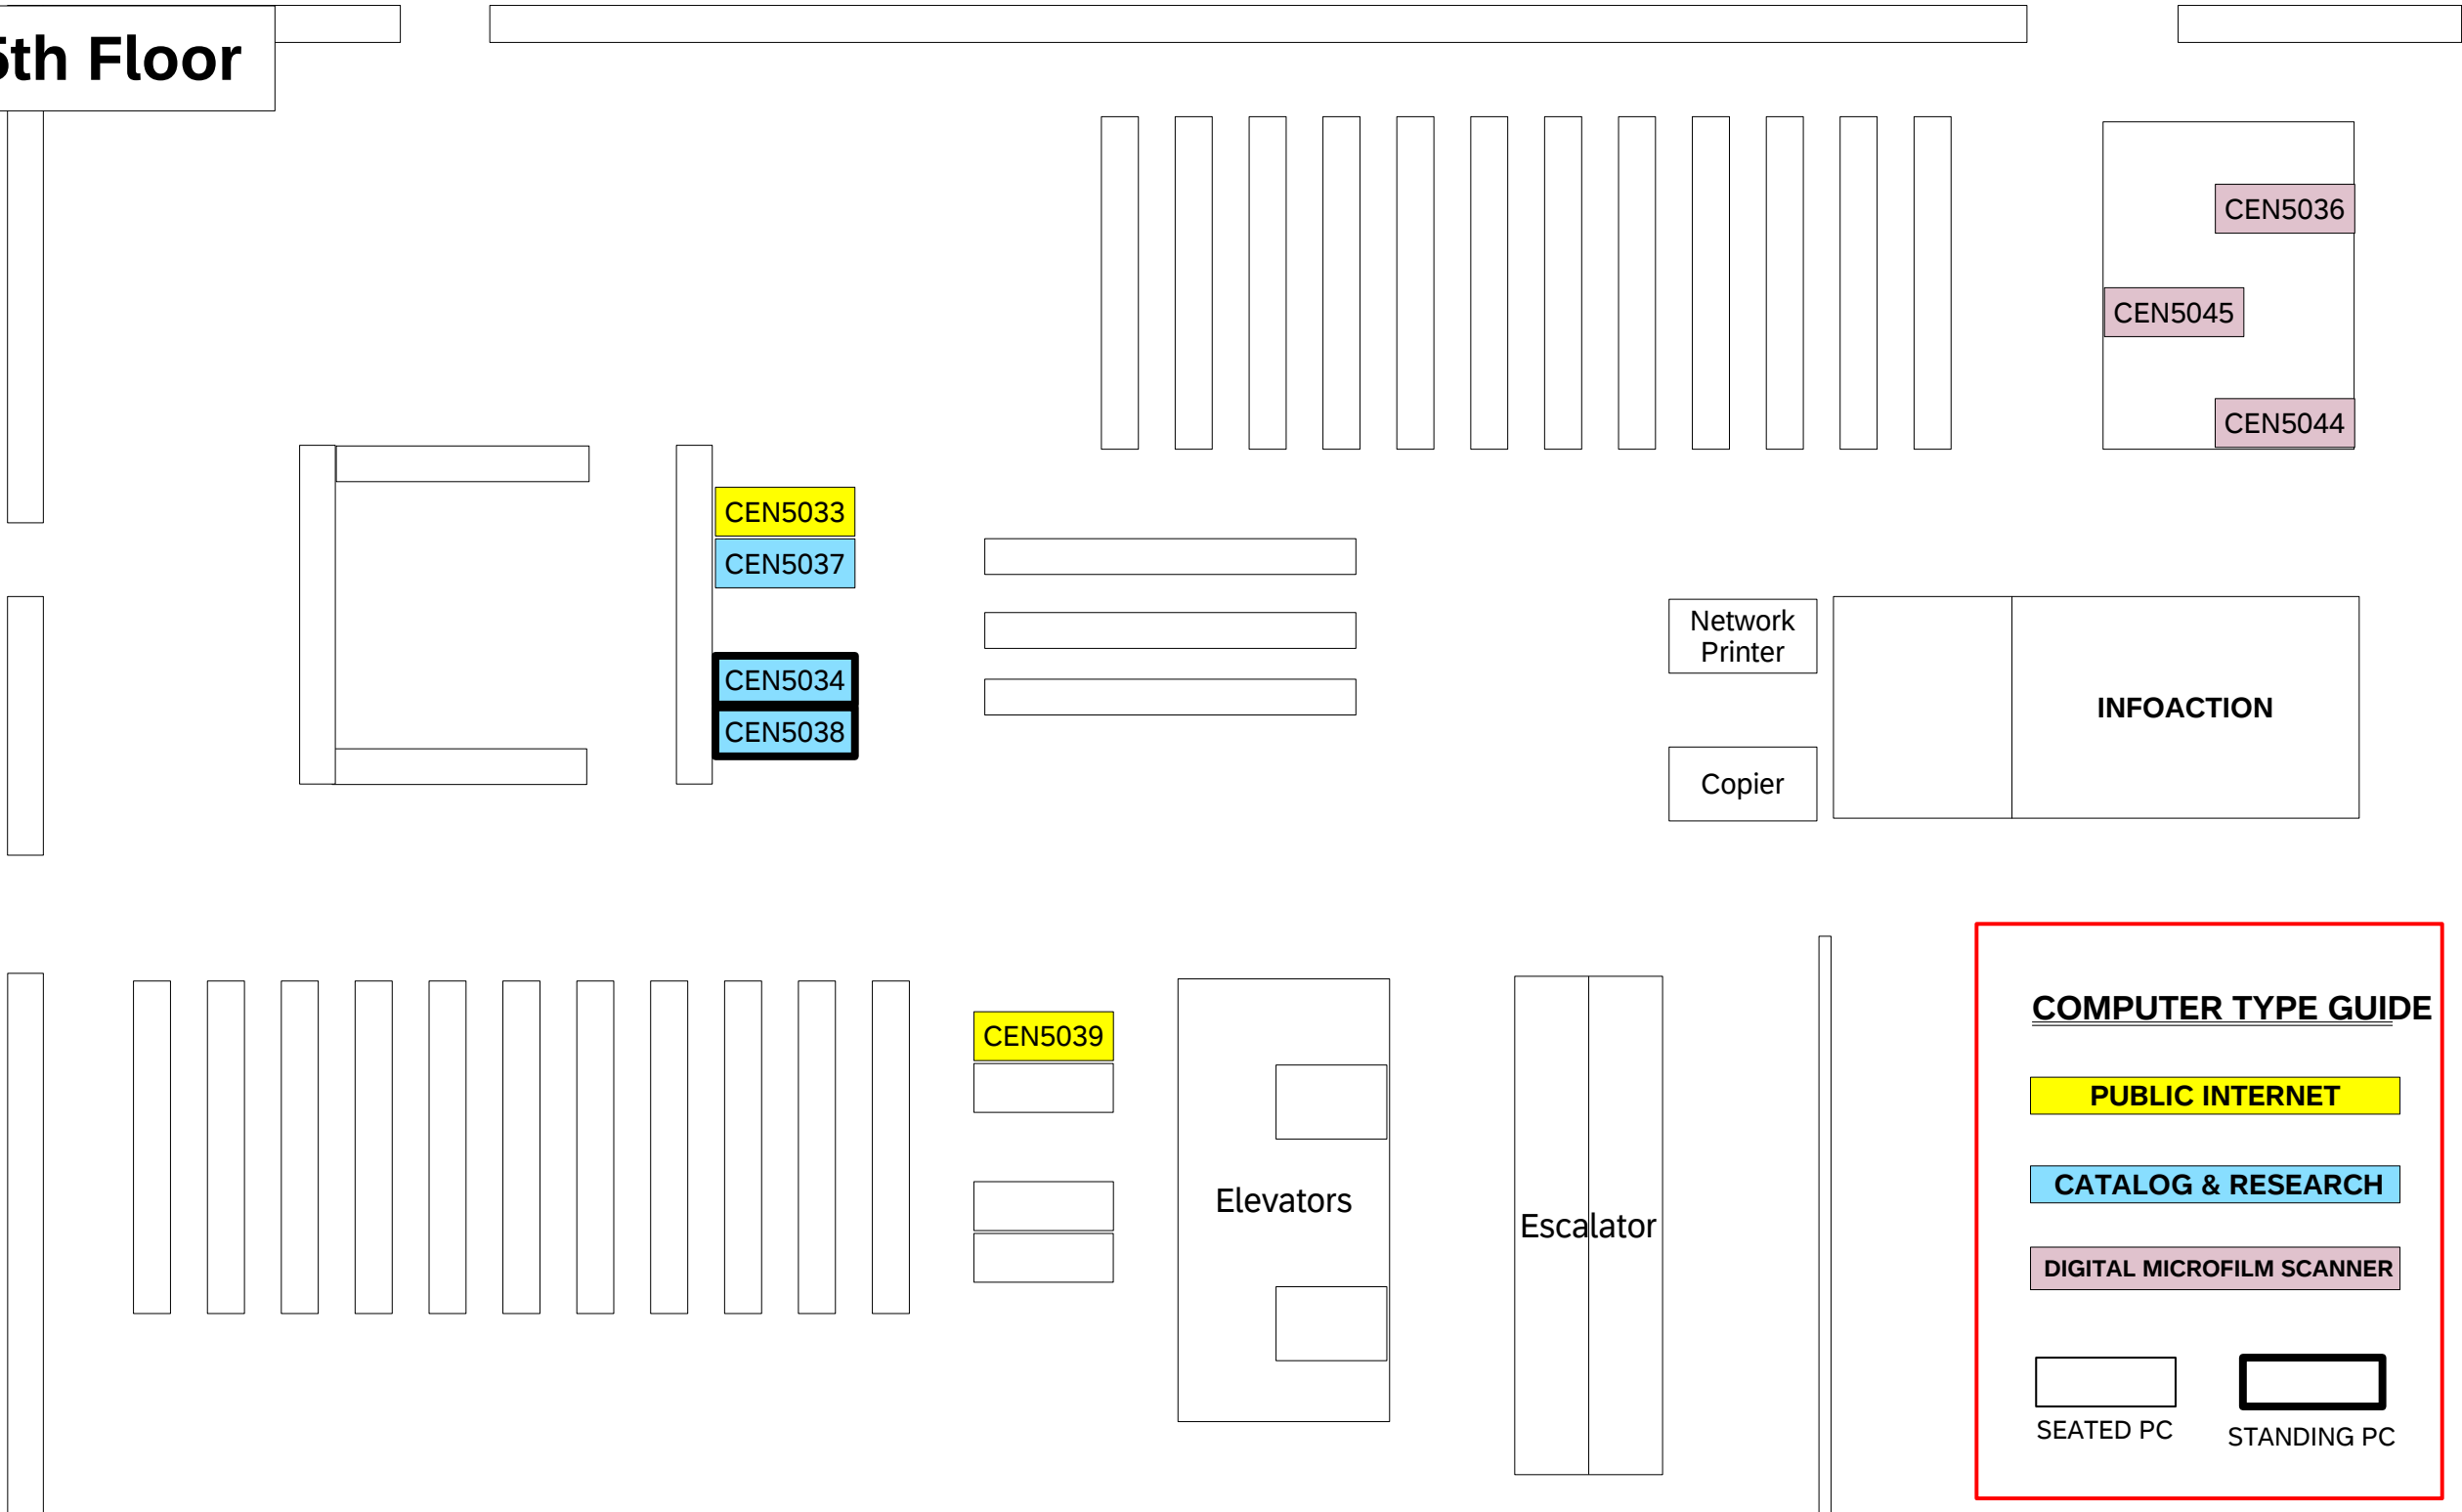 5th Floor
CEN5036
CEN5045
CEN5044
CEN5033
CEN5037
CEN5034
CEN5038
Network
Printer
Copier
INFOACTION
CEN5039
Elevators
Escalator
COMPUTER TYPE GUIDE
PUBLIC INTERNET
CATALOG & RESEARCH
DIGITAL MICROFILM SCANNER
SEATED PC
STANDING PC